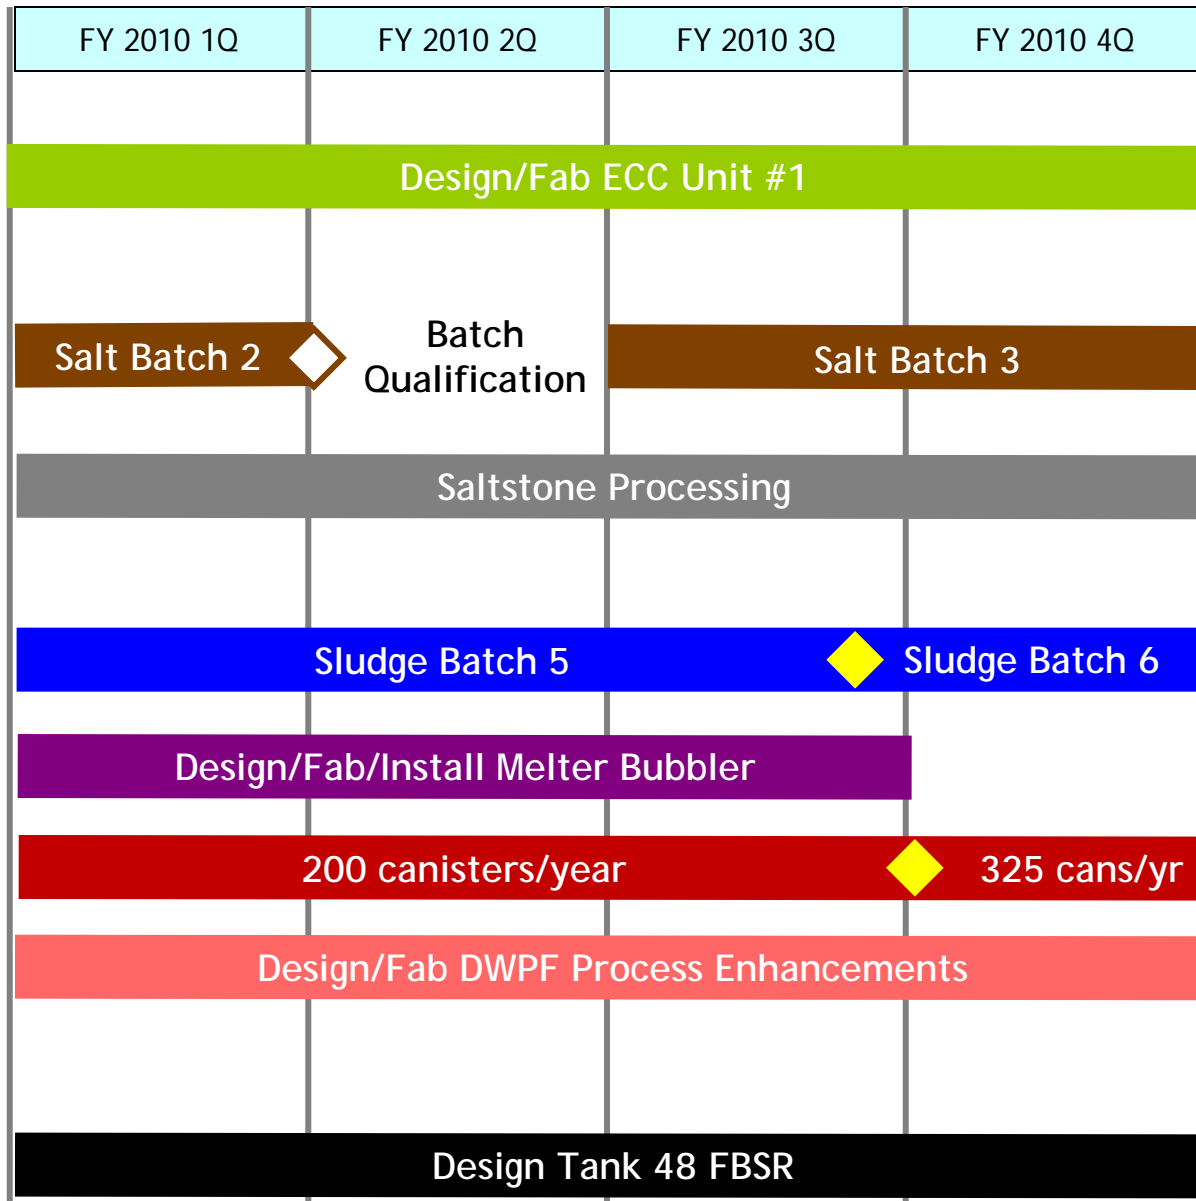 FY 2010 1Q
FY 2010 2Q
FY 2010 3Q
FY 2010 4Q
Design/Fab ECC Unit #1
Salt Batch 2
Batch
Qualification
Salt Batch 3
Saltstone Processing
Sludge Batch 5
Sludge Batch 6
Design/Fab/Install Melter Bubbler
200 canisters/year
325 cans/yr
Design/Fab DWPF Process Enhancements
Design Tank 48 FBSR